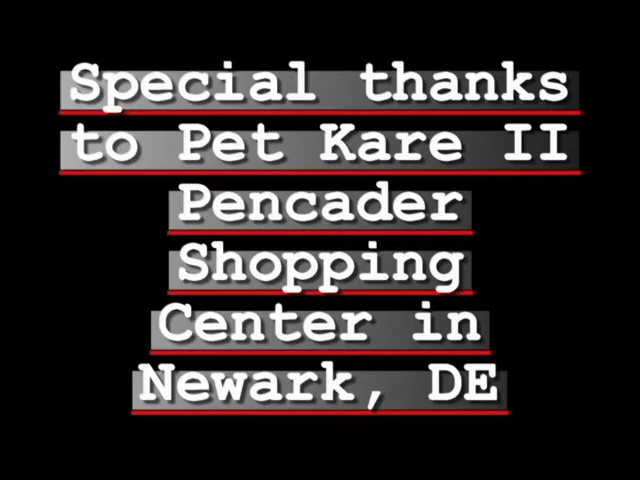 Special thanks
to Pet Kare II
Pencader
Shopping
Center in
Newark, DE